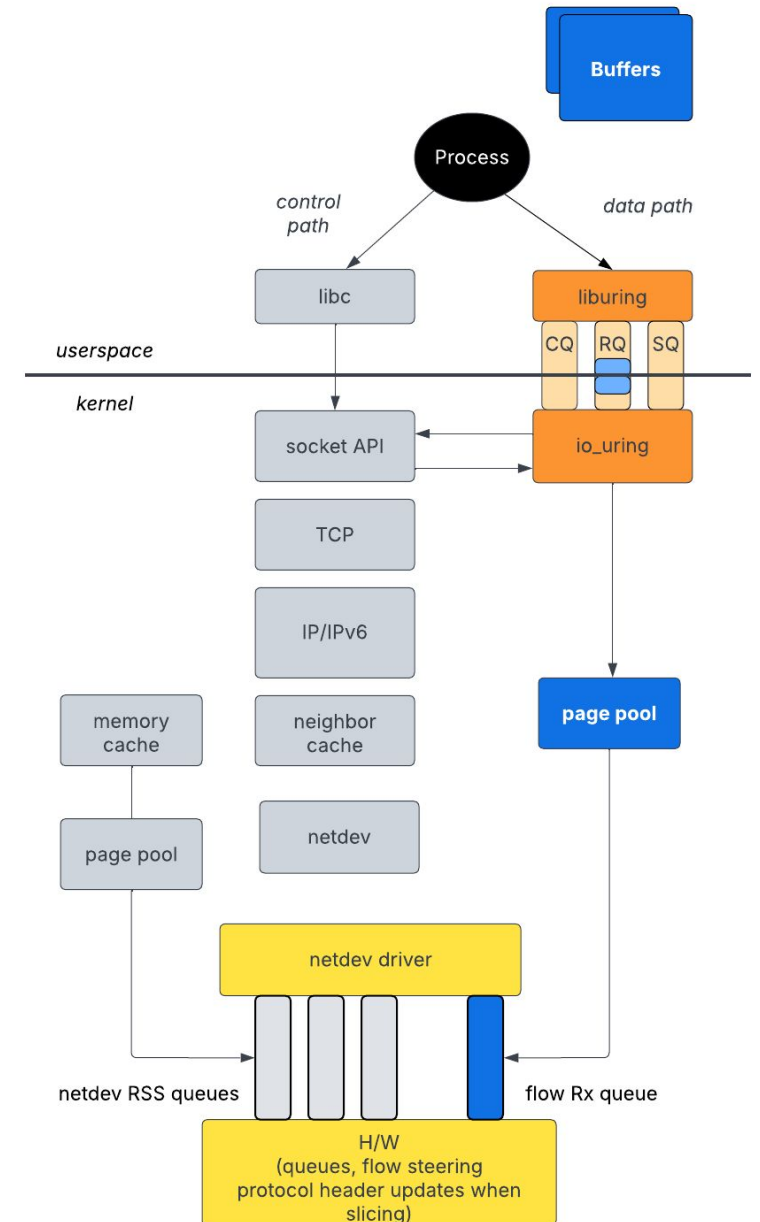 Buffers
Process
control
path
data path
libc
liburing
CQ
RQ
SQ
userspace
kernel
socket API
io_uring
TCP
IP/IPv6
page pool
memory
cache
neighbor
cache
netdev
page pool
netdev driver
netdev RSS queues
flow Rx queue
H/W
(queues, flow steering
protocol header updates when
slicing)